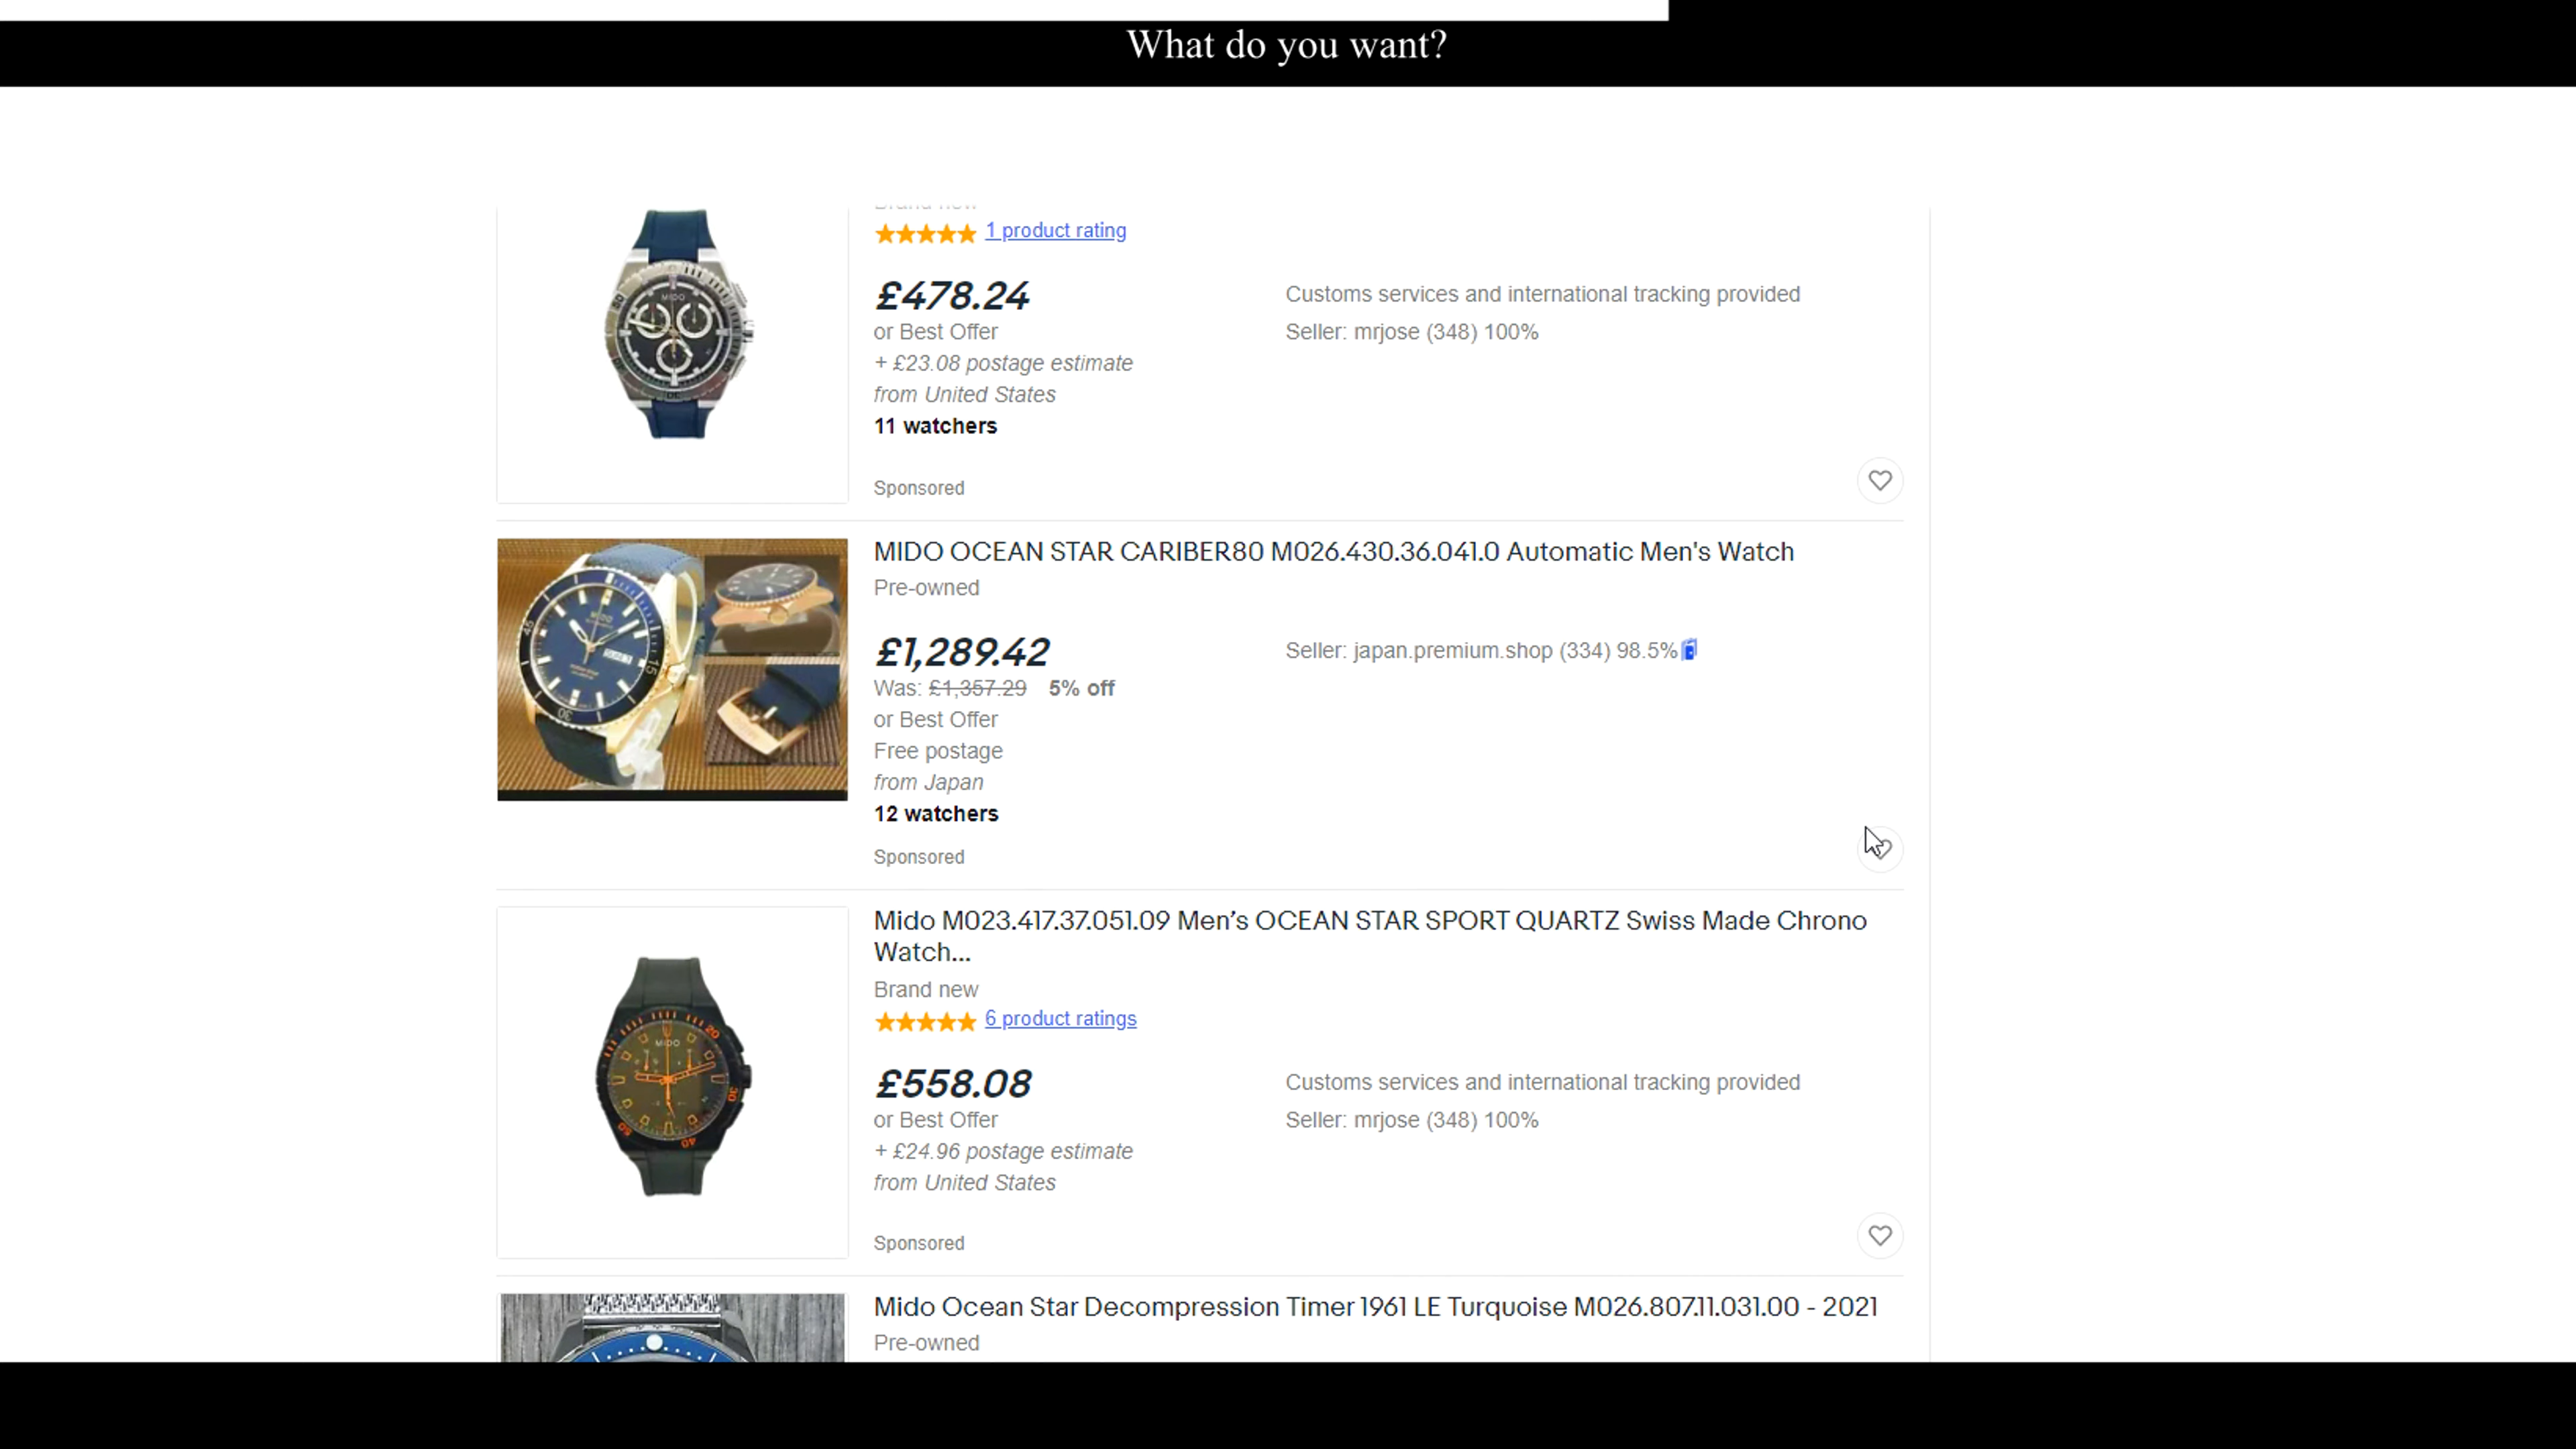 What do you want?
1 product rating
£478.24
Customs services and international tracking provided
or Best Offer
Seller: mrjose (348) 100%
+ £23.08 postage estimate
from United States
11 watchers
Sponsored
MIDO OCEAN STAR CARIBER80 M026.430.36.041.0 Automatic Men's Watch
Pre-owned
£1,289.42
Seller: japan.premium.shop (334) 98.5%
Was: £1,357.29 5% off
or Best Offer
Free postage
from Japan
12 watchers
Sponsored
Mido M023.417.37.051.09 Men’s OCEAN STAR SPORT QUARTZ Swiss Made Chrono
Watch...
Brand new
6 product ratings
£558.08
Customs services and international tracking provided
or Best Offer
Seller: mrjose (348) 100%
+ £24.96 postage estimate
from United States
Sponsored
Mido Ocean Star Decompression Timer 1961 LE Turquoise M026.807.11.031.00 - 2021
Pre-owned